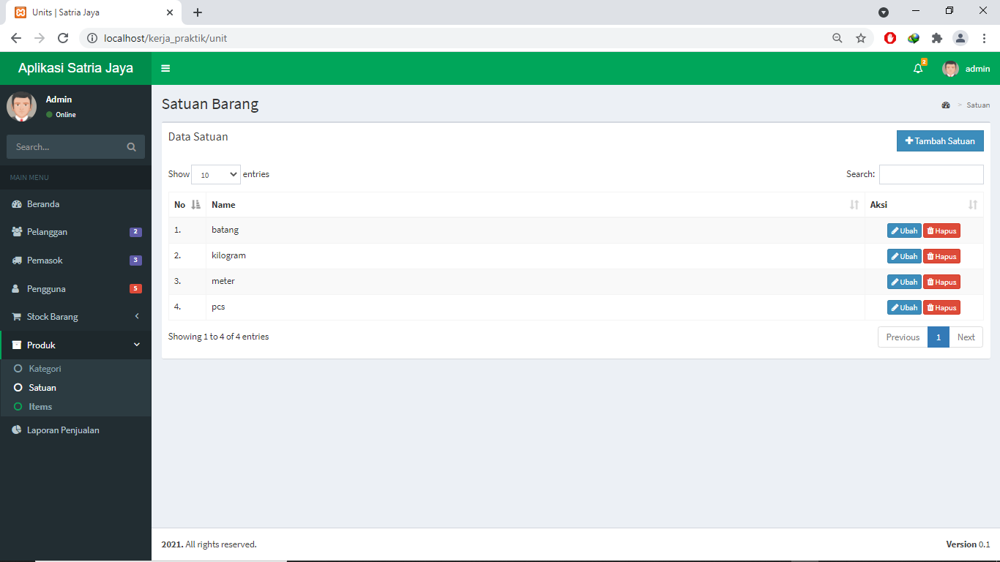 Units | Satria Jaya
localhost/kerja_praktik/unit
Aplikasi Satria Jaya
2
admin
Admin
Online
Search...
MAIN MENU
Beranda
Pelanggan 2
Pemasok 3
Pengguna 5
Stock Barang
Produk
Kategori
Satuan
Items
Laporan Penjualan
Satuan Barang
> Satuan
Data Satuan
Tambah Satuan
Show 10 entries
Search:
No Name Aksi
1. batang Ubah Hapus
2. kilogram Ubah Hapus
3. meter Ubah Hapus
4. pcs Ubah Hapus
Showing 1 to 4 of 4 entries
Previous 1 Next
2021. All rights reserved.
Version 0.1